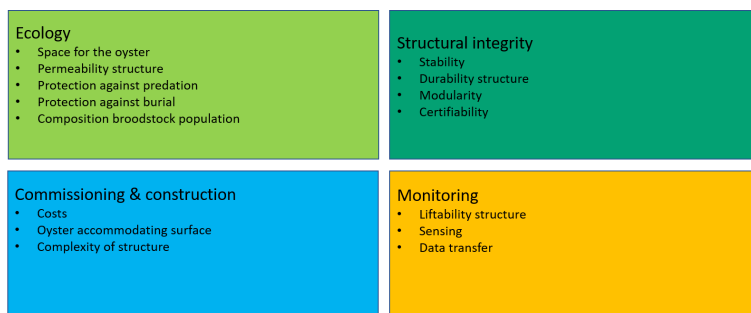 Ecology
• Space for the oyster
• Permeability structure
• Protection against predation
• Protection against burial
• Composition broodstock population
Structural integrity
• Stability
• Durability structure
• Modularity
• Certifiability
Commissioning & construction
• Costs
• Oyster accommodating surface
• Complexity of structure
Monitoring
• Liftability structure
• Sensing
• Data transfer